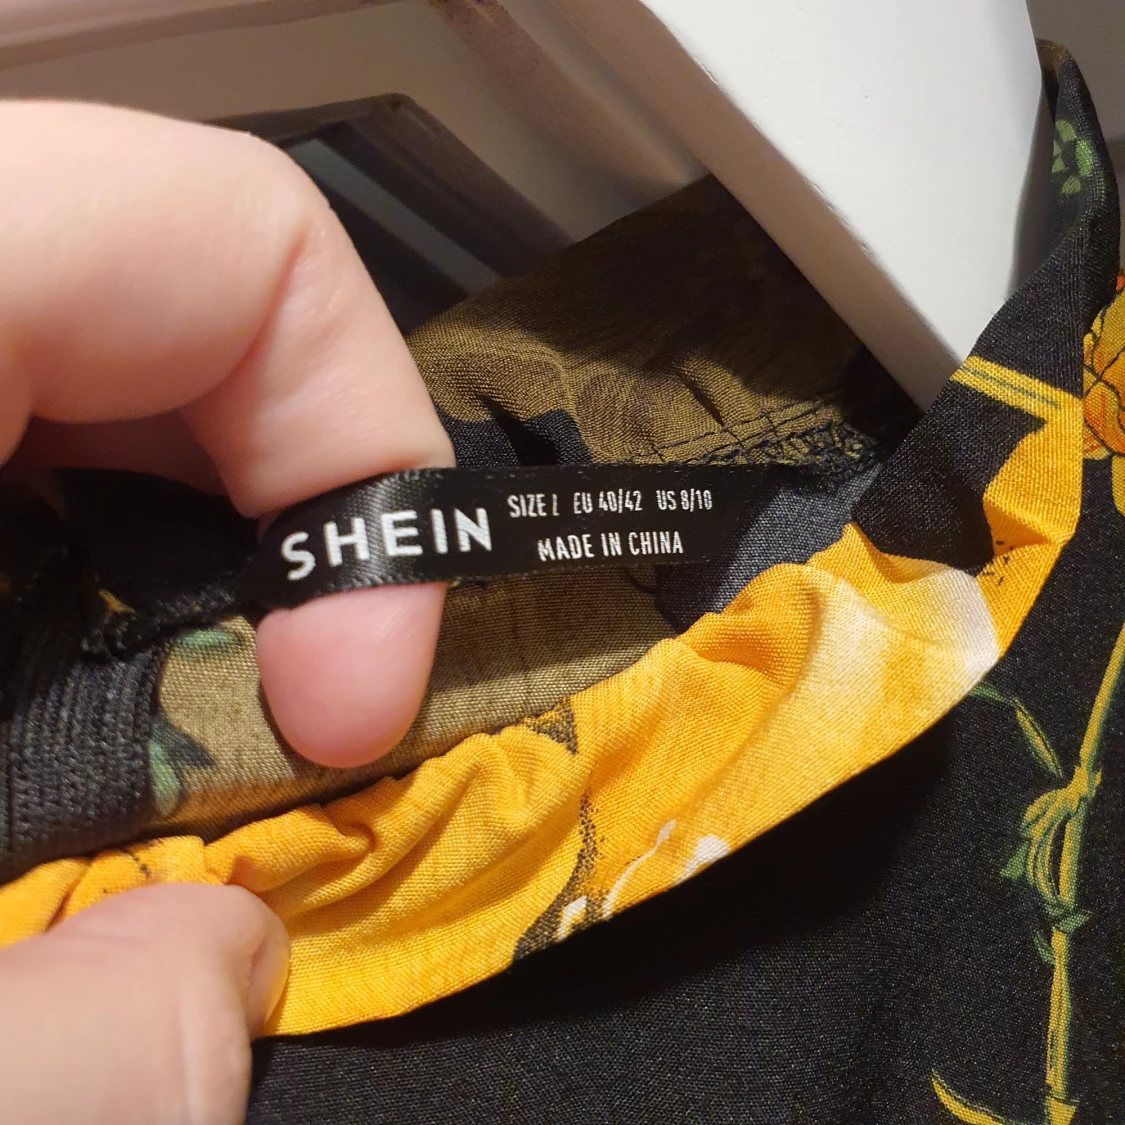 SHEIN
SIZE L EU 40/42 US 8/10
MADE IN CHINA